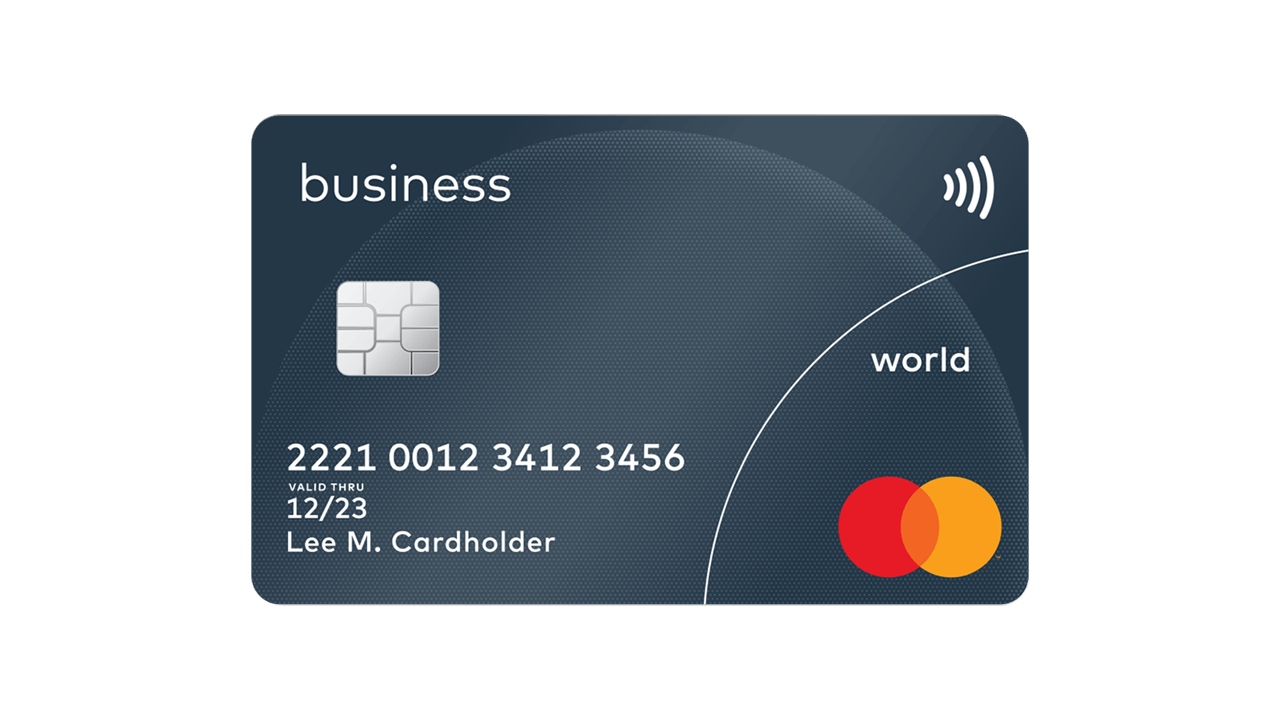 business
world
2221 0012 3412 3456
VALID THRU
12/23
Lee M. Cardholder